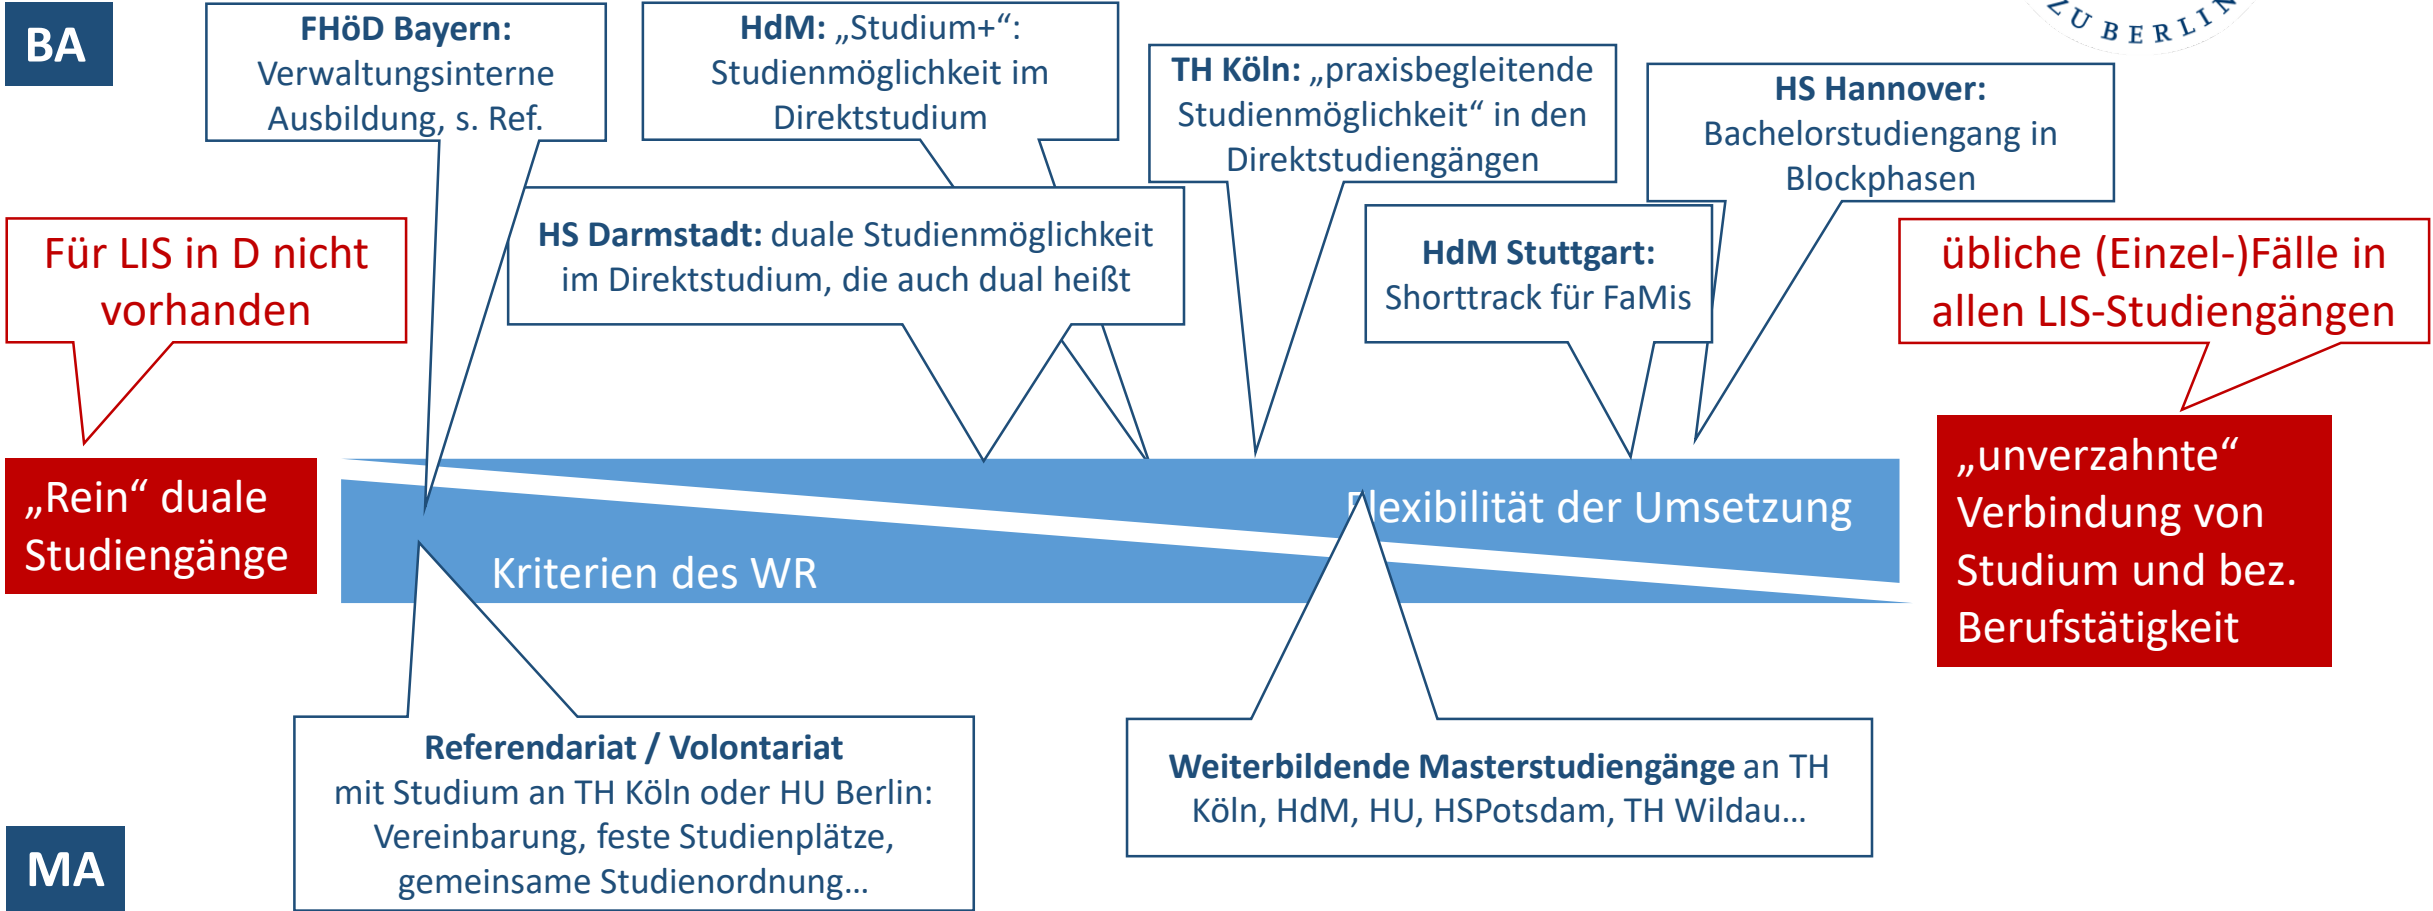 BA
FHöD Bayern:
Verwaltungsinterne
Ausbildung, s. Ref.
HdM: „Studium+“:
Studienmöglichkeit im
Direktstudium
TH Köln: „praxisbegleitende
Studienmöglichkeit“ in den
Direktstudiengängen
HS Hannover:
Bachelorstudiengang in
Blockphasen
ZU BERLIN
Für LIS in D nicht
vorhanden
HS Darmstadt: duale Studienmöglichkeit
im Direktstudium, die auch dual heißt
HdM Stuttgart:
Shorttrack für FaMis
übliche (Einzel-)Fälle in
allen LIS-Studiengängen
„Rein“ duale
Studiengänge
Flexibilität der Umsetzung
Kriterien des WR
„unverzahnte“
Verbindung von
Studium und bez.
Berufstätigkeit
Referendariat / Volontariat
mit Studium an TH Köln oder HU Berlin:
Vereinbarung, feste Studienplätze,
gemeinsame Studienordnung…
Weiterbildende Masterstudiengänge an TH
Köln, HdM, HU, HSPotsdam, TH Wildau…
MA